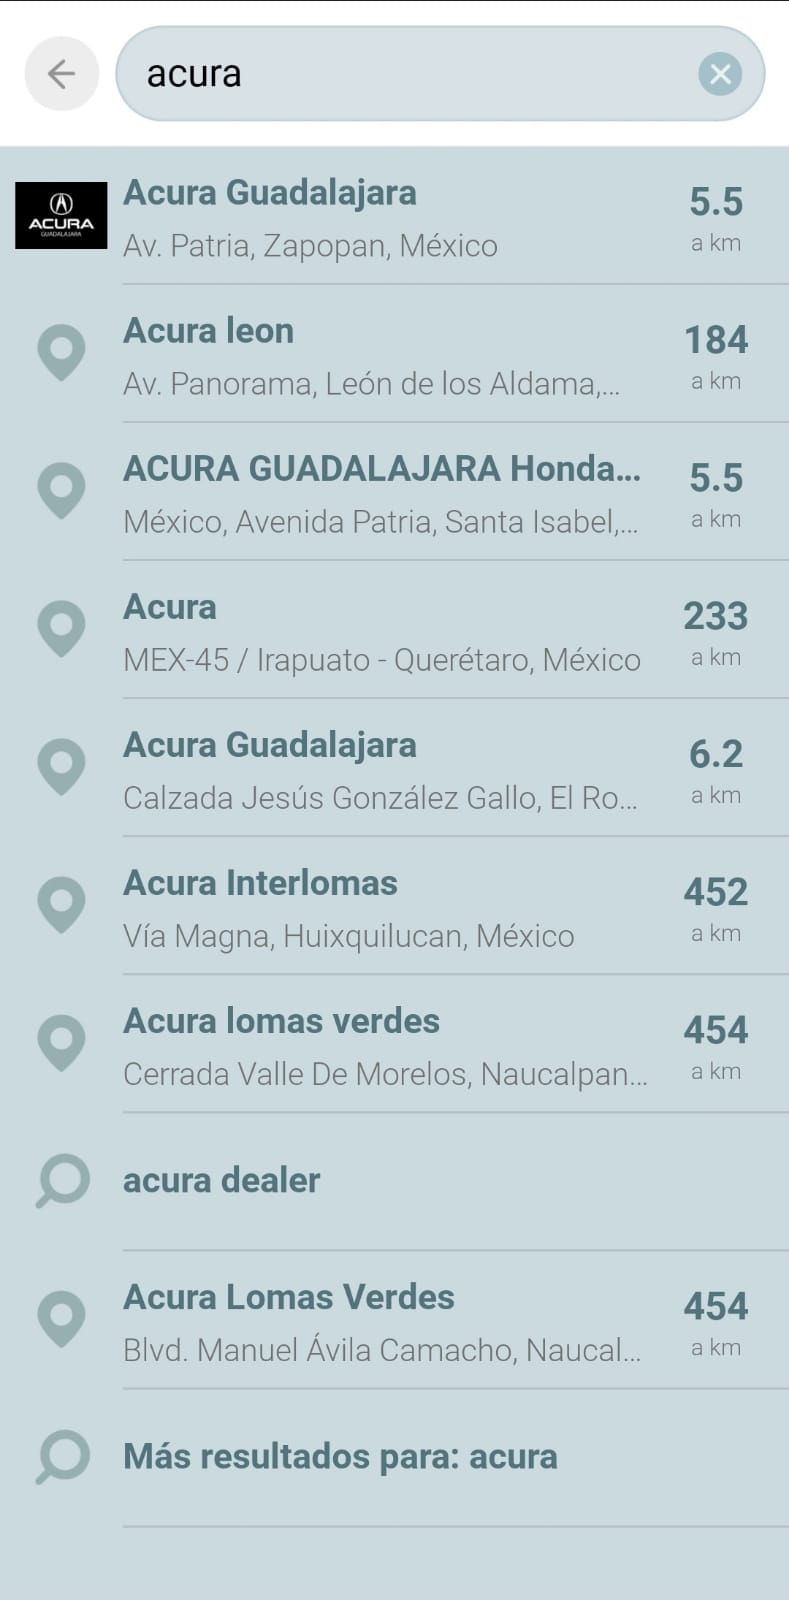 acura
ACURA
GUADALAJARA
Acura Guadalajara
5.5
Av. Patria, Zapopan, México
a km
Acura leon
184
Av. Panorama, León de los Aldama,...
a km
ACURA GUADALAJARA Honda...
5.5
México, Avenida Patria, Santa Isabel,...
a km
Acura
233
MEX-45 / Irapuato - Querétaro, México
a km
Acura Guadalajara
6.2
Calzada Jesús González Gallo, El Ro...
a km
Acura Interlomas
452
Vía Magna, Huixquilucan, México
a km
Acura lomas verdes
454
Cerrada Valle De Morelos, Naucalpan...
a km
acura dealer
Acura Lomas Verdes
454
Blvd. Manuel Ávila Camacho, Naucal...
a km
Más resultados para: acura